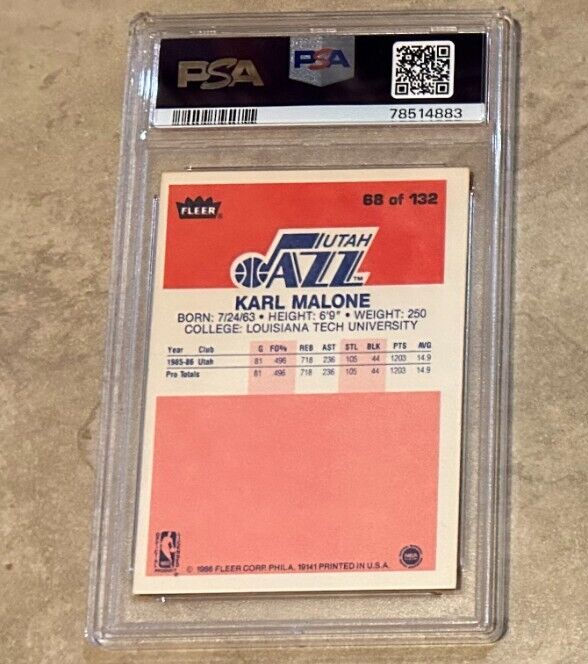 PSA PSA
78514883
FLEER 68 of 132
UTAH
JAZZ TM
KARL MALONE
BORN: 7/24/63 • HEIGHT: 6'9" • WEIGHT: 250
COLLEGE: LOUISIANA TECH UNIVERSITY
Year Club G FG% REB AST STL BLK PTS AVG
1985-86 Utah 81 496 718 236 105 44 1203 14.9
Pro Totals 81 496 718 236 105 44 1203 14.9
© 1986 FLEER CORP. PHILA. 19141 PRINTED IN U.S.A.